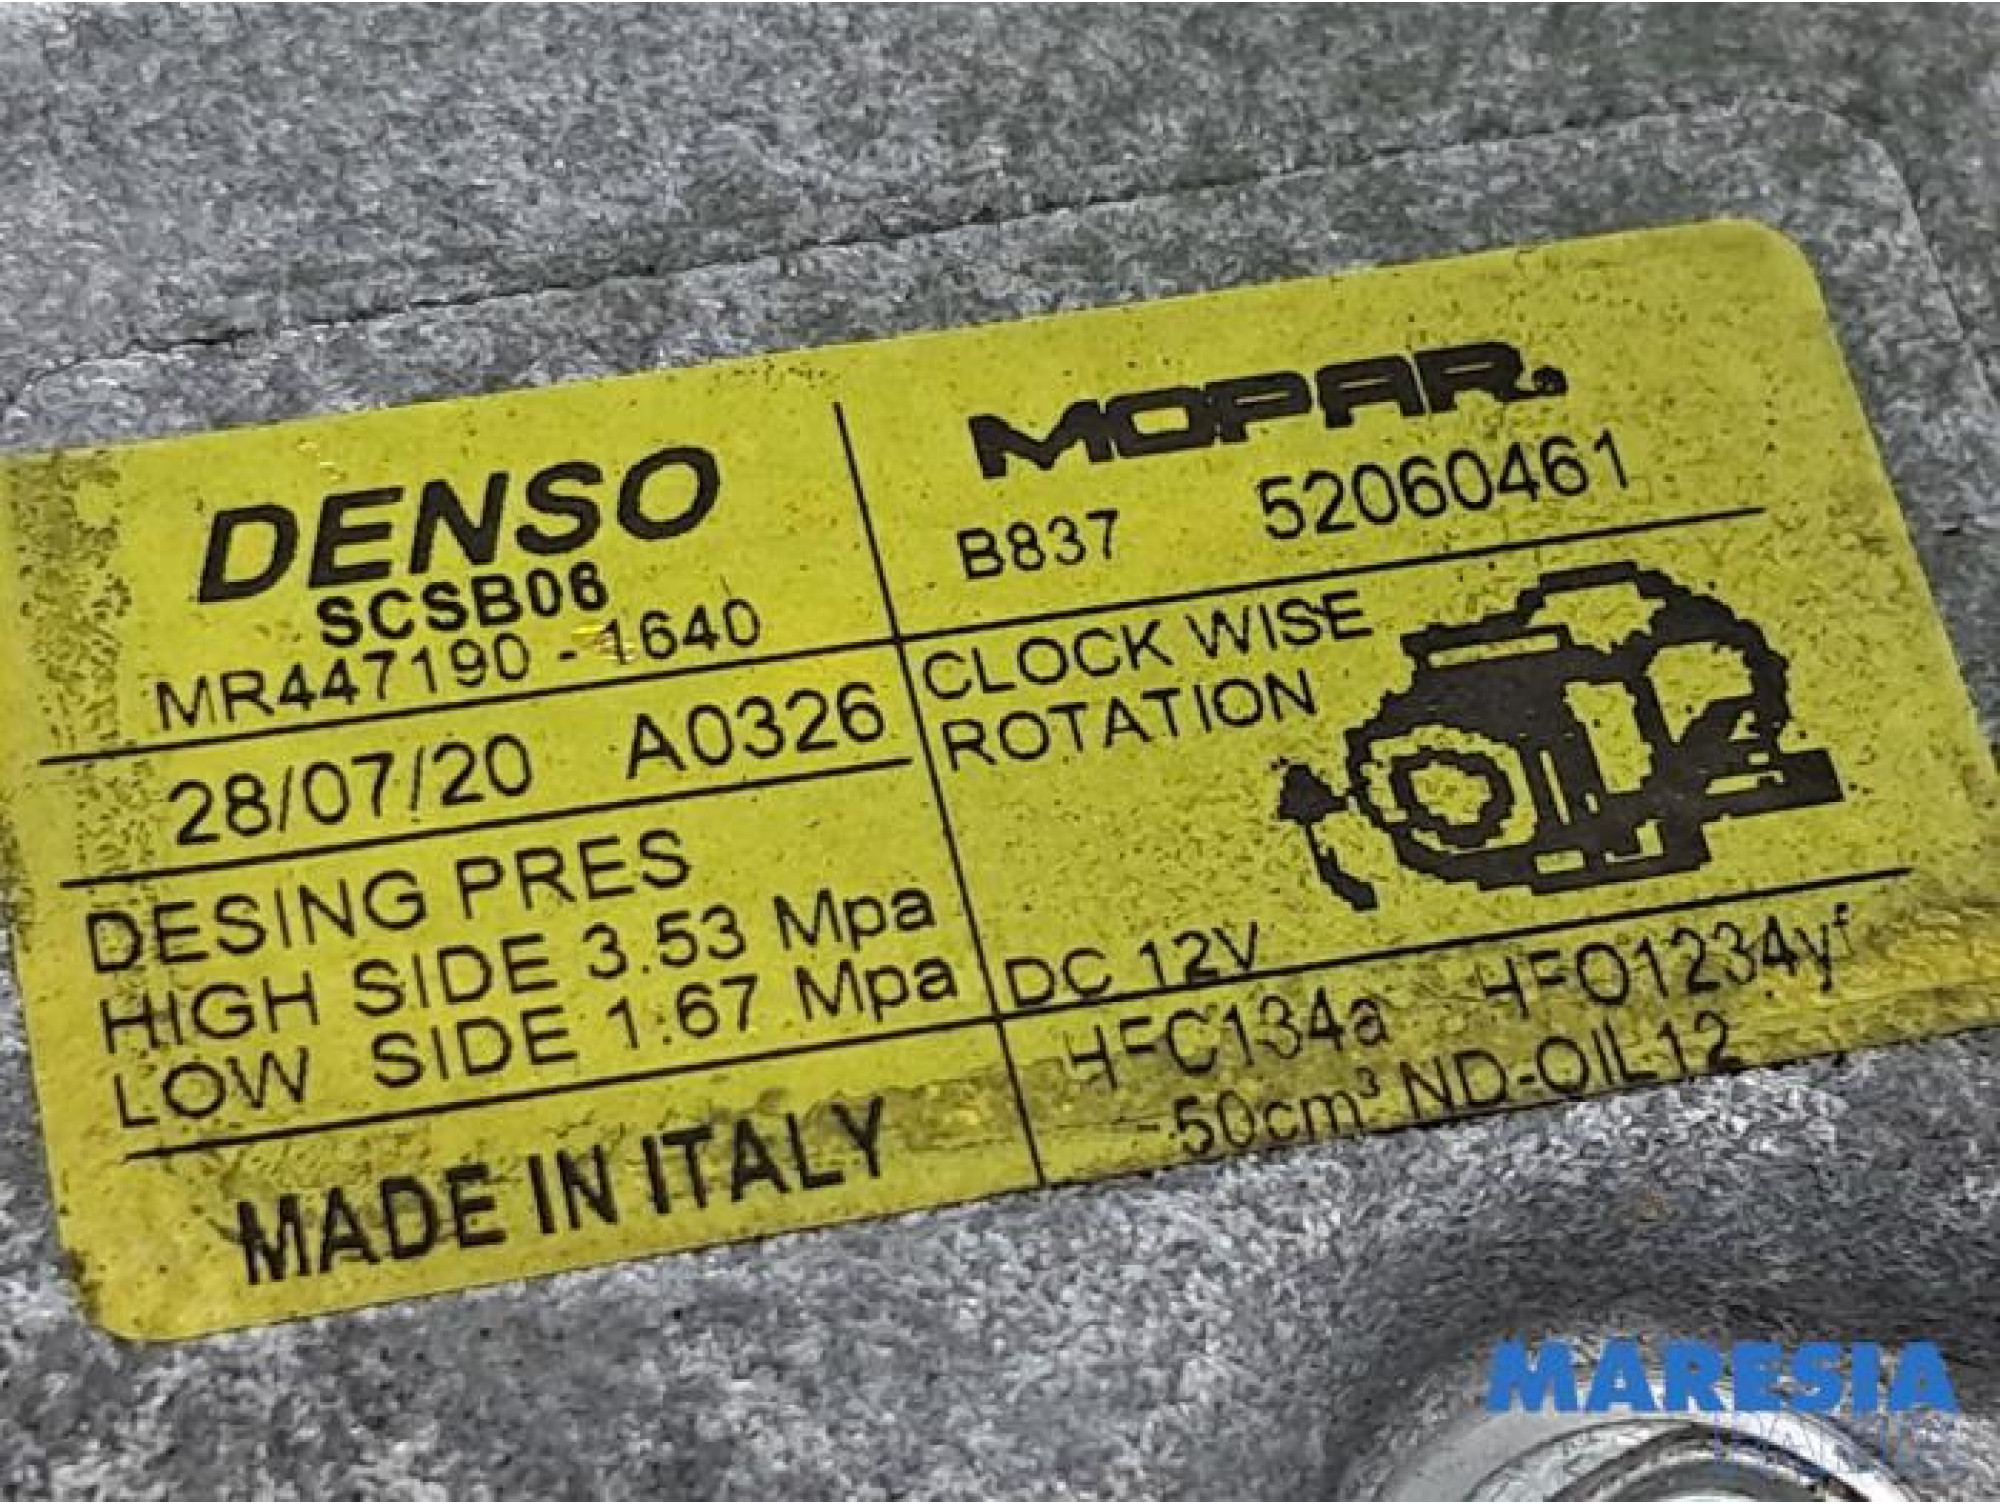 DENSO
SCSB06
MR447190-1640
28/07/20 A0326
DESING PRES
HIGH SIDE 3.53 Mpa
LOW SIDE 1.67 Mpa
MADE IN ITALY
MOPAR
B837 52060461
CLOCK WISE
ROTATION
DC 12V
HFC134a HFO1234yf
-50cm³ ND-OIL12
MARESIA
PARTS